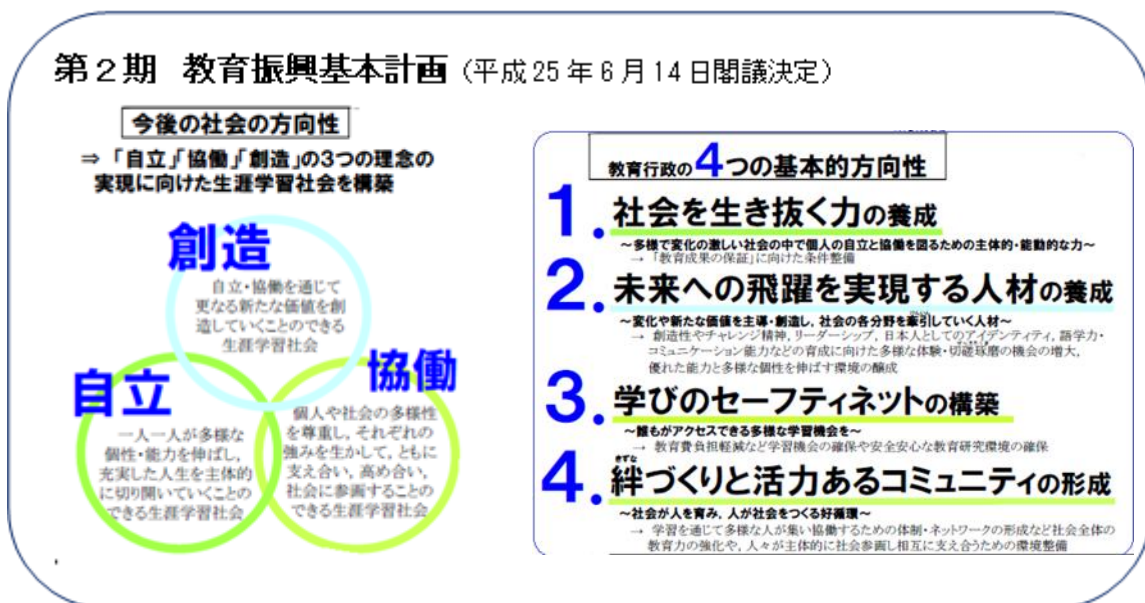 第２期 教育振興基本計画（平成25年6月14日閣議決定）
今後の社会の方向性
⇒「自立」「協働」「創造」の3つの理念の
実現に向けた生涯学習社会を構築
創造
自立・協働を通じて
更なる新たな価値を創
造していくことのできる
生涯学習社会
自立
一人一人が多様な
個性・能力を伸ばし，
充実した人生を主体的
に切り開いていくことの
できる生涯学習社会
協働
個人や社会の多様性
を尊重し，それぞれの
強みを生かして，ともに
支え合い，高め合い，
社会に参画することの
できる生涯学習社会
教育行政の4つの基本的方向性
1．社会を生き抜く力の養成
～多様で変化の激しい社会の中で個人の自立と協働を図るための主体的・能動的な力～
→ 「教育成果の保証」に向けた条件整備
2．未来への飛躍を実現する人材の養成
～変化や新たな価値を主導・創造し，社会の各分野を牽引していく人材～
→ 創造性やチャレンジ精神，リーダーシップ，日本人としてのアイデンティティ，語学力・
コミュニケーション能力などの育成に向けた多様な体験・切磋琢磨の機会の増大，
優れた能力と多様な個性を伸ばす環境の醸成
3．学びのセーフティネットの構築
～誰もがアクセスできる多様な学習機会を～
→ 教育費負担軽減など学習機会の確保や安全安心な教育研究環境の確保
きずな
4．絆づくりと活力あるコミュニティの形成
～社会が人を育み，人が社会をつくる好循環～
→ 学習を通じて多様な人が集い協働するための体制・ネットワークの形成など社会全体の
教育力の強化や，人々が主体的に社会参画し相互に支え合うための環境整備